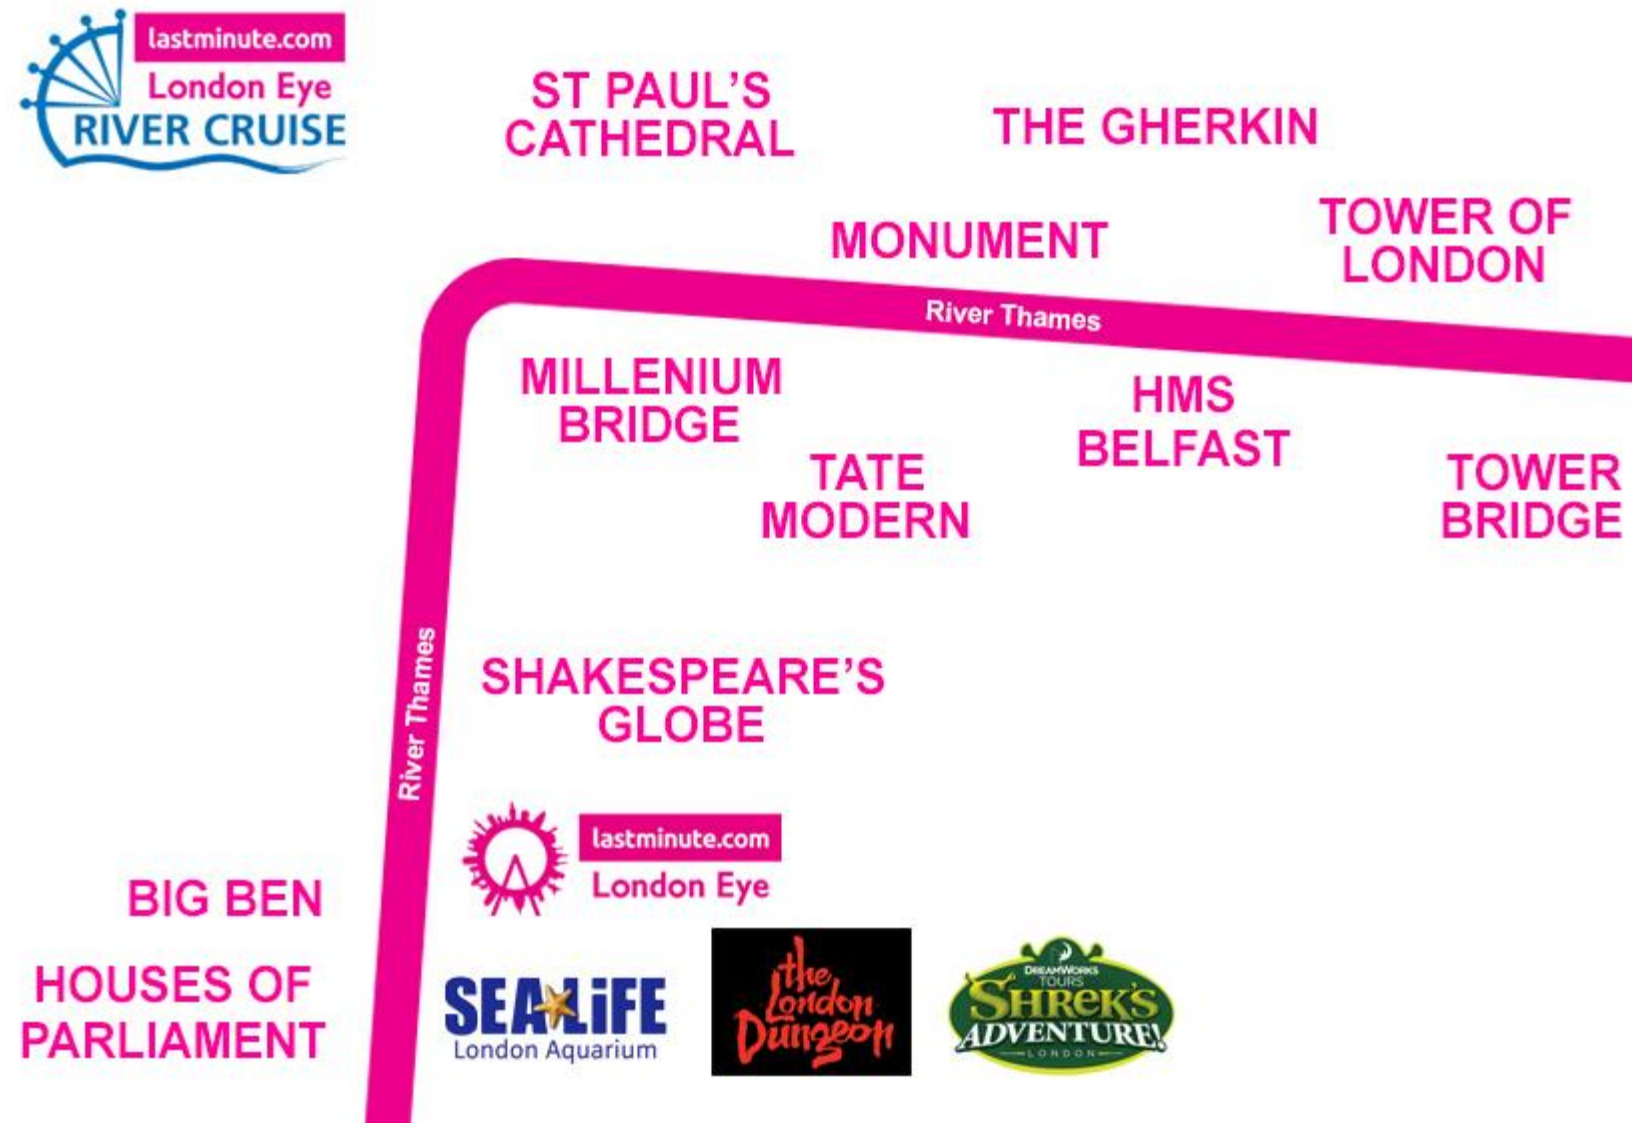 lastminute.com
London Eye
RIVER CRUISE
ST PAUL'S
CATHEDRAL
THE GHERKIN
MONUMENT
TOWER OF
LONDON
River Thames
MILLENIUM
BRIDGE
TATE
MODERN
HMS
BELFAST
TOWER
BRIDGE
River Thames
SHAKESPEARE'S
GLOBE
lastminute.com
London Eye
BIG BEN
HOUSES OF
PARLIAMENT
SEA LiFE
London Aquarium
the
London
Dungeon
DREAMWORKS
TOURS
SHREK'S
ADVENTURE!
LONDON